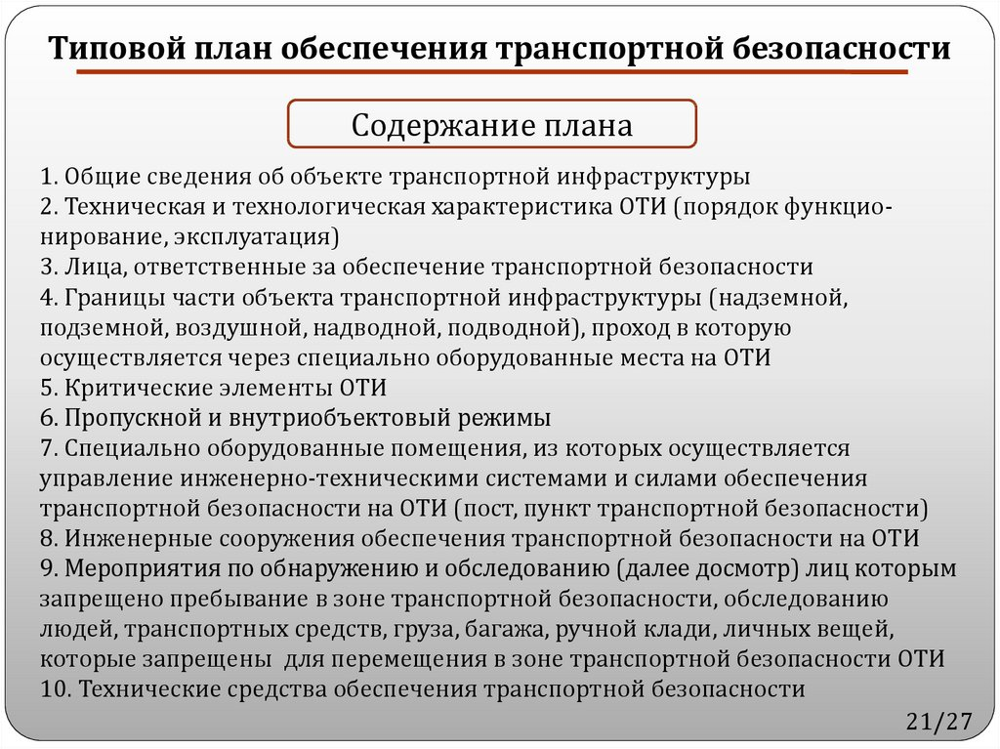 Типовой план обеспечения транспортной безопасности
Содержание плана
1. Общие сведения об объекте транспортной инфраструктуры
2. Техническая и технологическая характеристика ОТИ (порядок функцио-
нирование, эксплуатация)
3. Лица, ответственные за обеспечение транспортной безопасности
4. Границы части объекта транспортной инфраструктуры (надземной,
подземной, воздушной, надводной, подводной), проход в которую
осуществляется через специально оборудованные места на ОТИ
5. Критические элементы ОТИ
6. Пропускной и внутриобъектовый режимы
7. Специально оборудованные помещения, из которых осуществляется
управление инженерно-техническими системами и силами обеспечения
транспортной безопасности на ОТИ (пост, пункт транспортной безопасности)
8. Инженерные сооружения обеспечения транспортной безопасности на ОТИ
9. Мероприятия по обнаружению и обследованию (далее досмотр) лиц которым
запрещено пребывание в зоне транспортной безопасности, обследованию
людей, транспортных средств, груза, багажа, ручной клади, личных вещей,
которые запрещены для перемещения в зоне транспортной безопасности ОТИ
10. Технические средства обеспечения транспортной безопасности
21/27